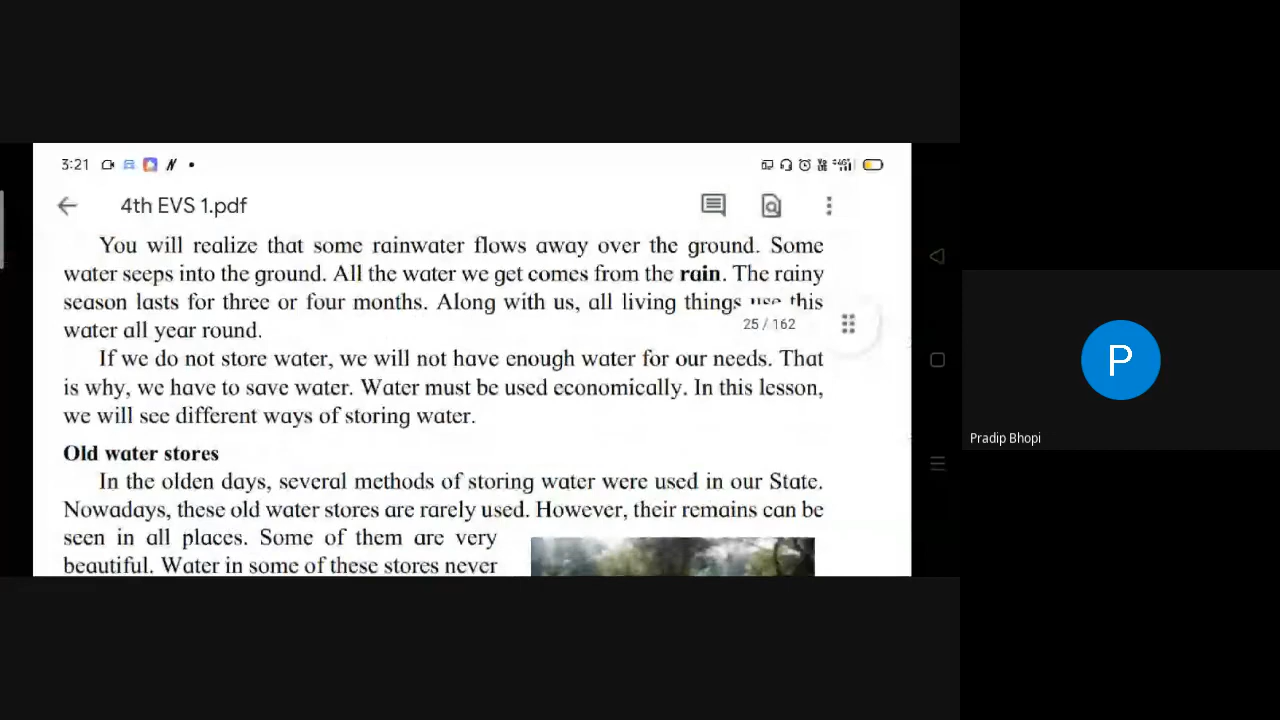 3:21
4th EVS 1.pdf
You will realize that some rainwater flows away over the ground. Some
water seeps into the ground. All the water we get comes from the rain. The rainy
season lasts for three or four months. Along with us, all living things use this
water all year round.
25 / 162
If we do not store water, we will not have enough water for our needs. That
is why, we have to save water. Water must be used economically. In this lesson,
we will see different ways of storing water.
Old water stores
In the olden days, several methods of storing water were used in our State.
Nowadays, these old water stores are rarely used. However, their remains can be
seen in all places. Some of them are very
beautiful. Water in some of these stores never
P
Pradip Bhopi